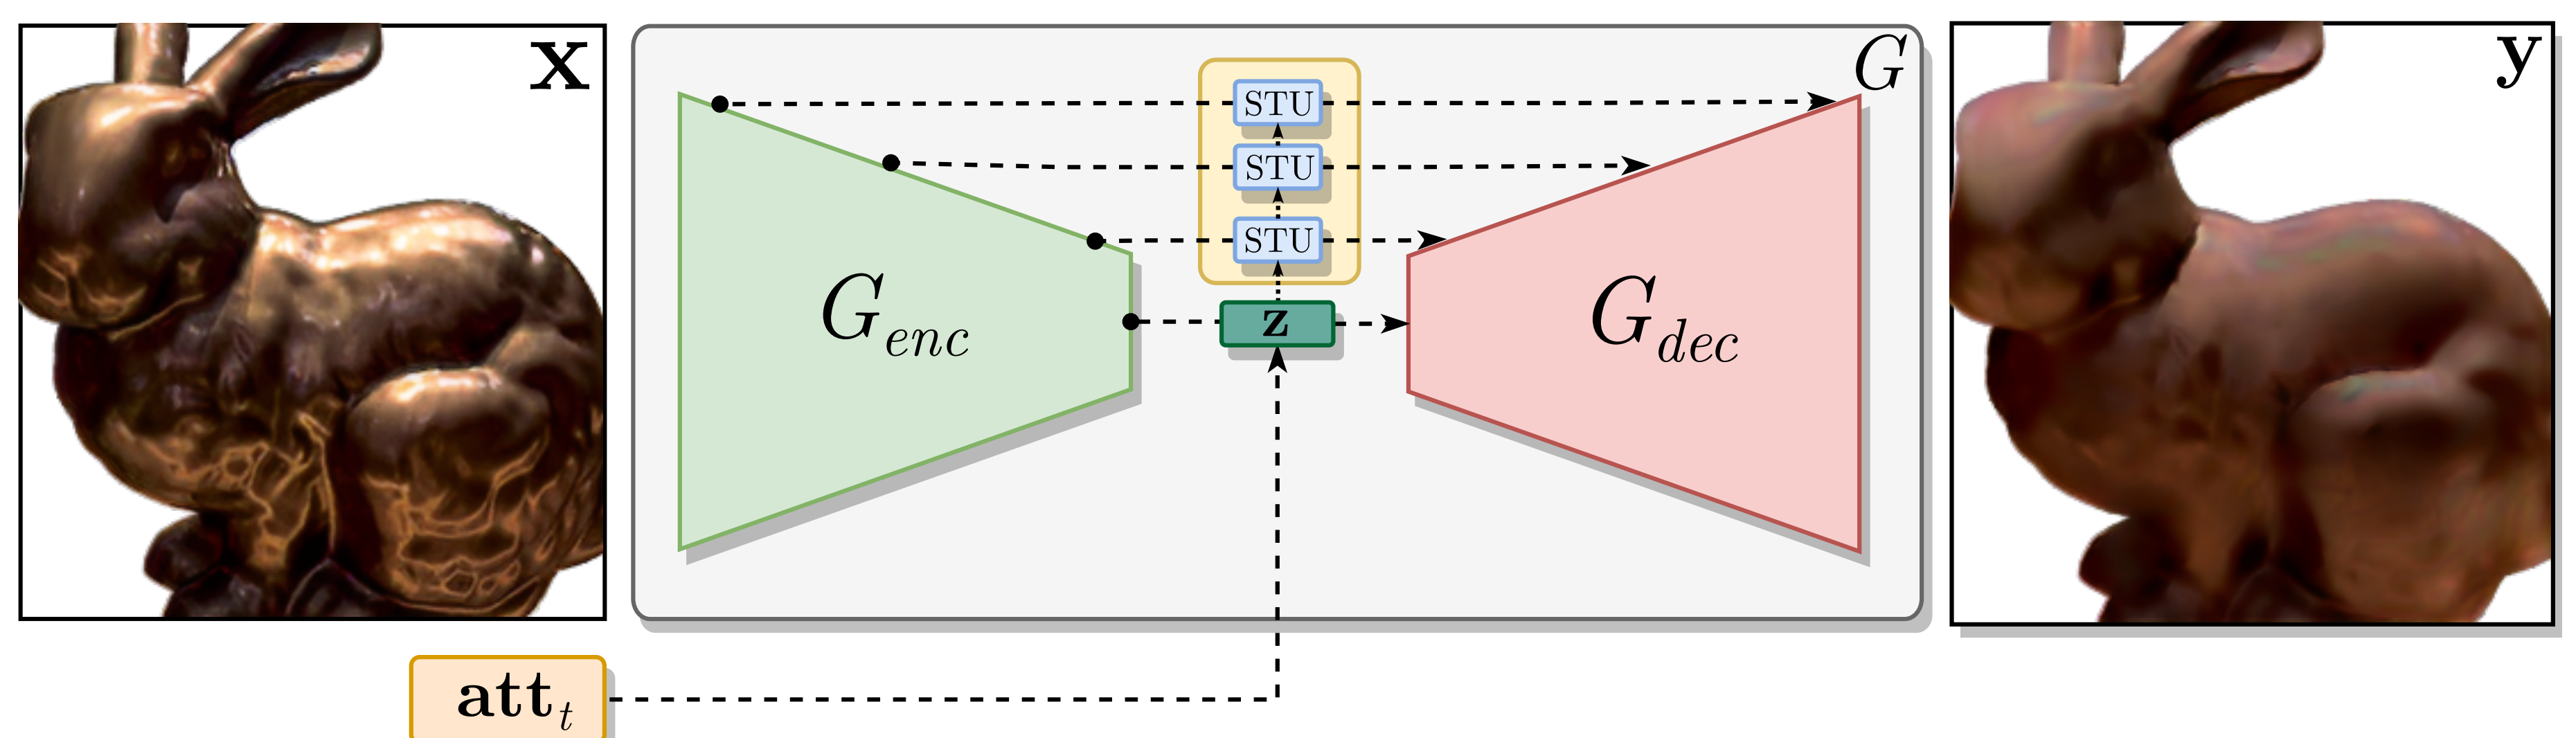 x
G
y
STU
STU
STU
G_enc
z
G_dec
att_t